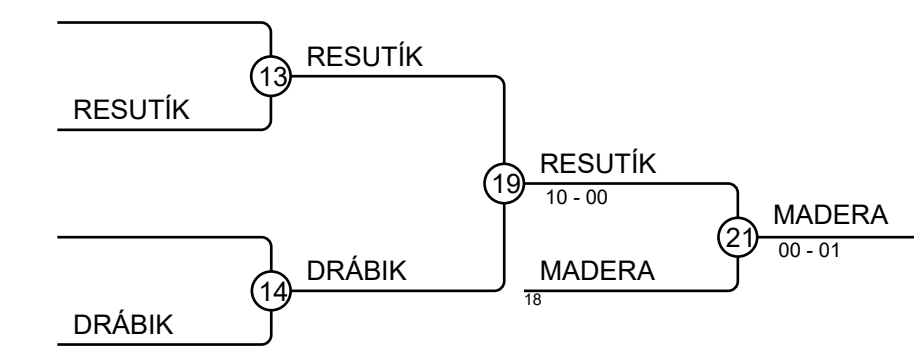 13
RESUTÍK
RESUTÍK
19
RESUTÍK
10 - 00
21
MADERA
00 - 01
14
DRÁBIK
MADERA
18
DRÁBIK